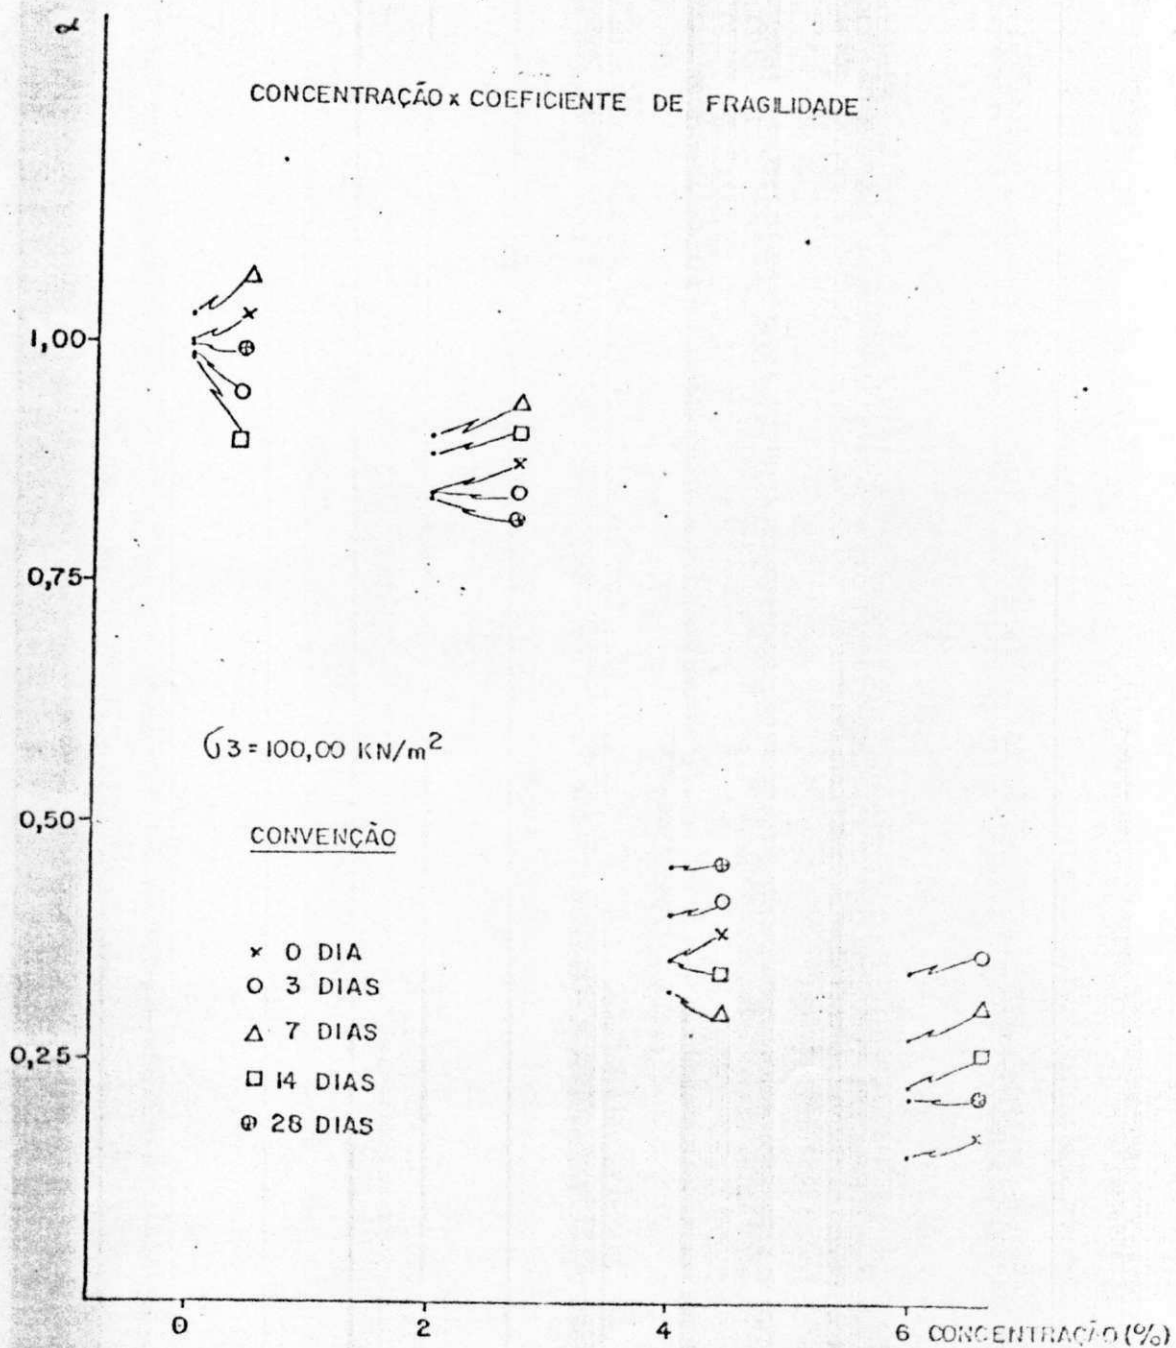 α
CONCENTRAÇÃO x COEFICIENTE DE FRAGILIDADE
1,00
0,75
σ3 = 100,00 KN/m²
0,50
CONVENÇÃO
x 0 DIA
○ 3 DIAS
△ 7 DIAS
0,25
□ 14 DIAS
⊕ 28 DIAS
0 2 4 6 CONCENTRAÇÃO (%)